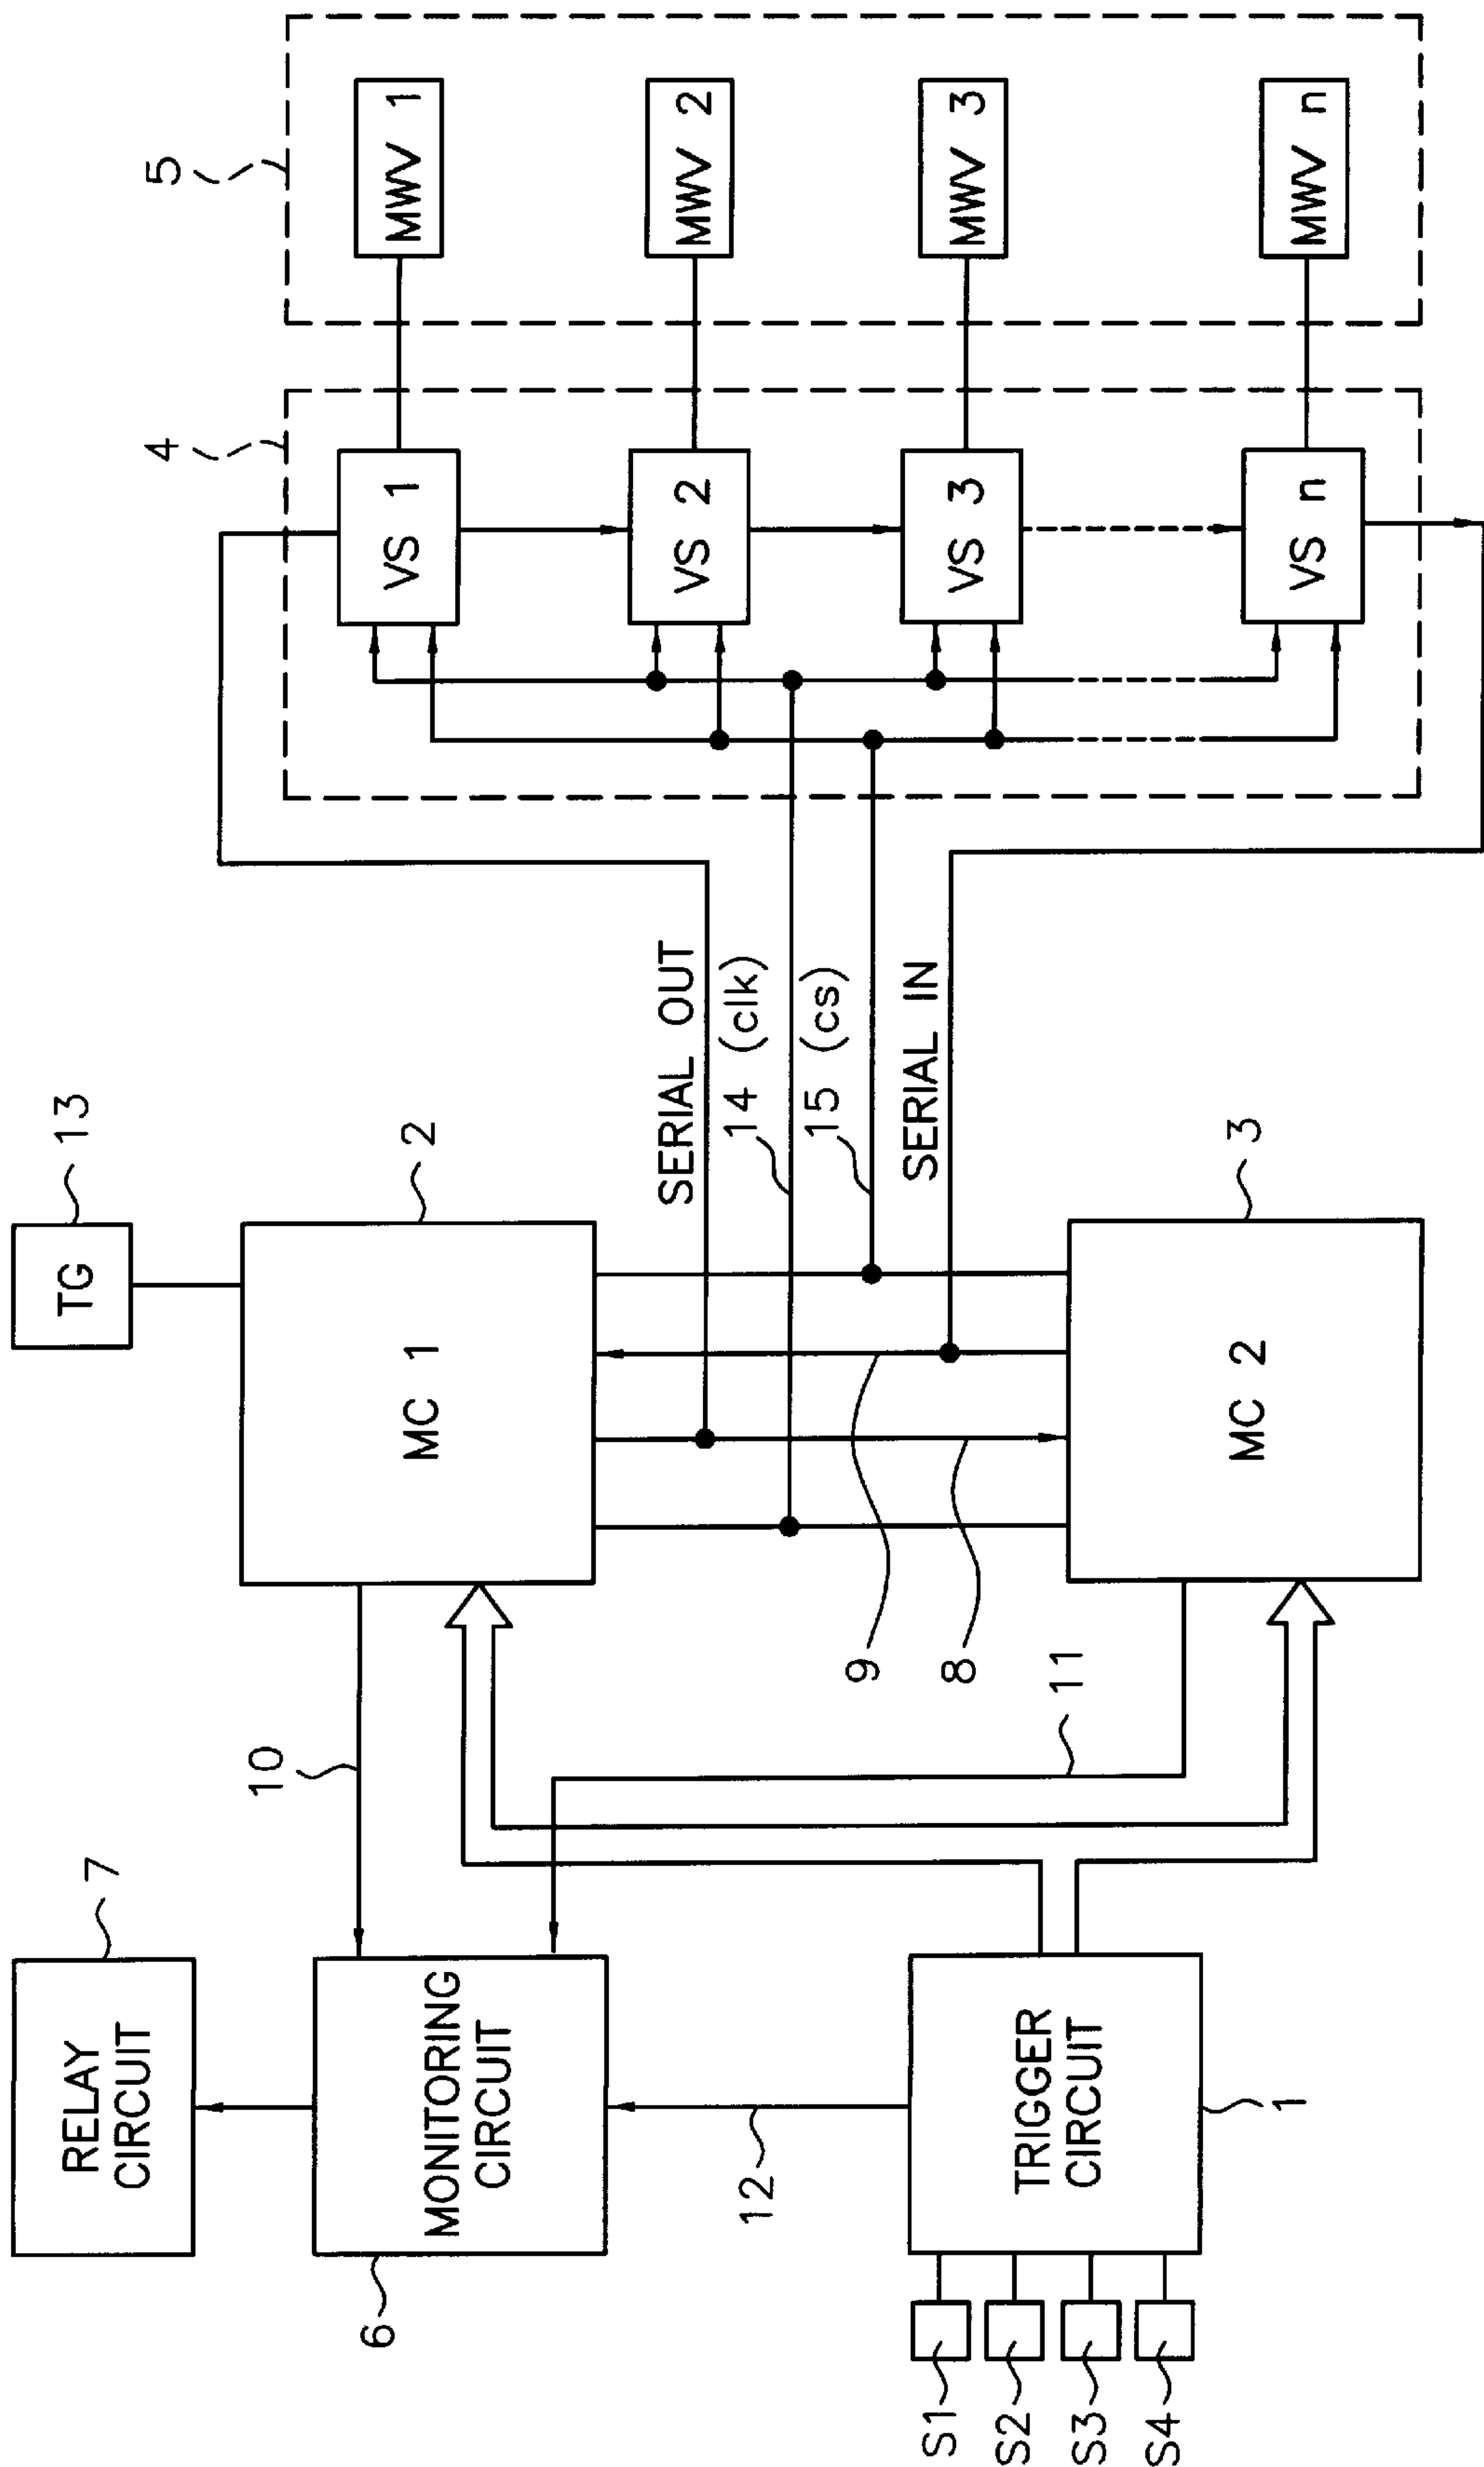 RELAY
CIRCUIT
7
MONITORING
CIRCUIT
6
10
12
TRIGGER
CIRCUIT
1
S1
S2
S3
S4
11
9
8
TG
13
MC 1
2
MC 2
3
SERIAL OUT
14 (clk)
15 (cs)
SERIAL IN
4
VS 1
VS 2
VS 3
VS n
5
MWV 1
MWV 2
MWV 3
MWV n